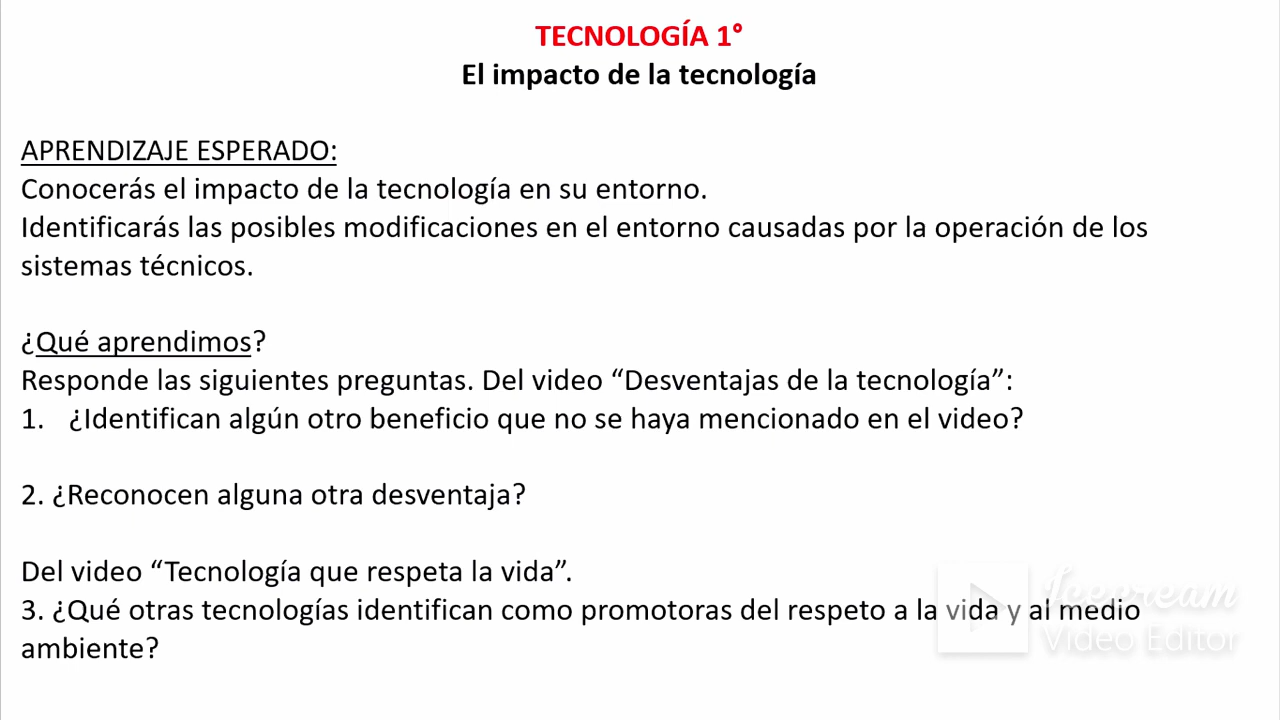 TECNOLOGÍA 1°
El impacto de la tecnología
APRENDIZAJE ESPERADO:
Conocerás el impacto de la tecnología en su entorno.
Identificarás las posibles modificaciones en el entorno causadas por la operación de los
sistemas técnicos.
¿Qué aprendimos?
Responde las siguientes preguntas. Del video “Desventajas de la tecnología”:
1. ¿Identifican algún otro beneficio que no se haya mencionado en el video?
2. ¿Reconocen alguna otra desventaja?
Del video “Tecnología que respeta la vida”.
3. ¿Qué otras tecnologías identifican como promotoras del respeto a la vida y al medio
ambiente?
Icecream
Video Editor